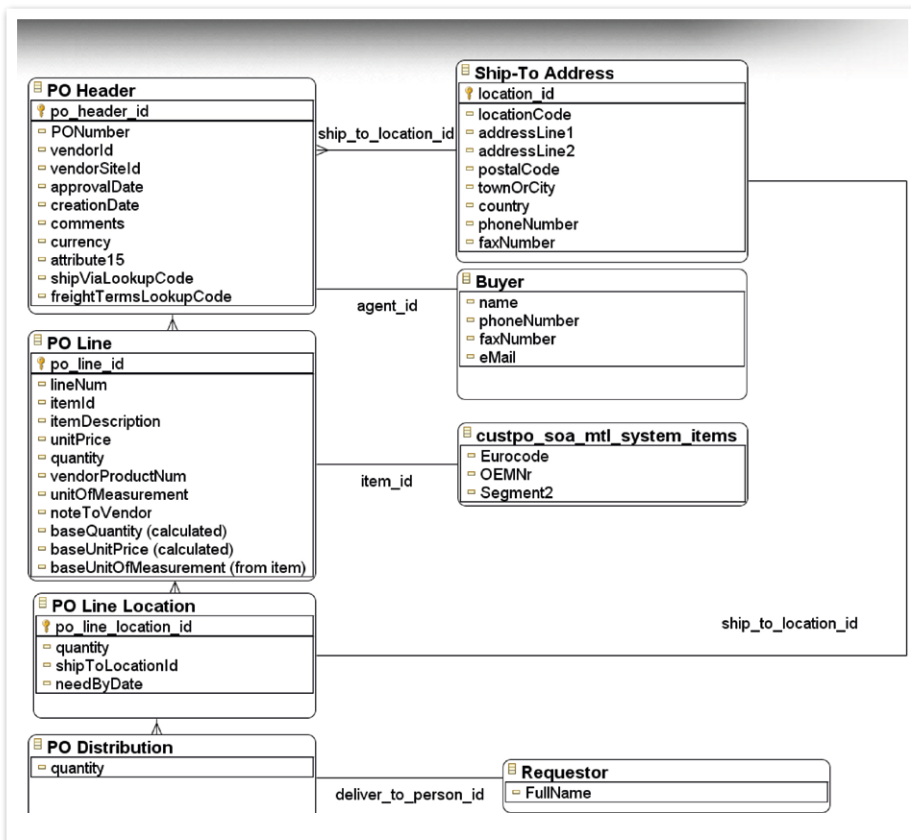 PO Header
po_header_id
PONumber
vendorId
vendorSiteId
approvalDate
creationDate
comments
currency
attribute15
shipViaLookupCode
freightTermsLookupCode
ship_to_location_id
Ship-To Address
location_id
locationCode
addressLine1
addressLine2
postalCode
townOrCity
country
phoneNumber
faxNumber
agent_id
Buyer
name
phoneNumber
faxNumber
eMail
PO Line
po_line_id
lineNum
itemId
itemDescription
unitPrice
quantity
vendorProductNum
unitOfMeasurement
noteToVendor
baseQuantity (calculated)
baseUnitPrice (calculated)
baseUnitOfMeasurement (from item)
item_id
custpo_soa_mtl_system_items
Eurocode
OEMNr
Segment2
PO Line Location
po_line_location_id
quantity
shipToLocationId
needByDate
ship_to_location_id
PO Distribution
quantity
deliver_to_person_id
Requestor
FullName